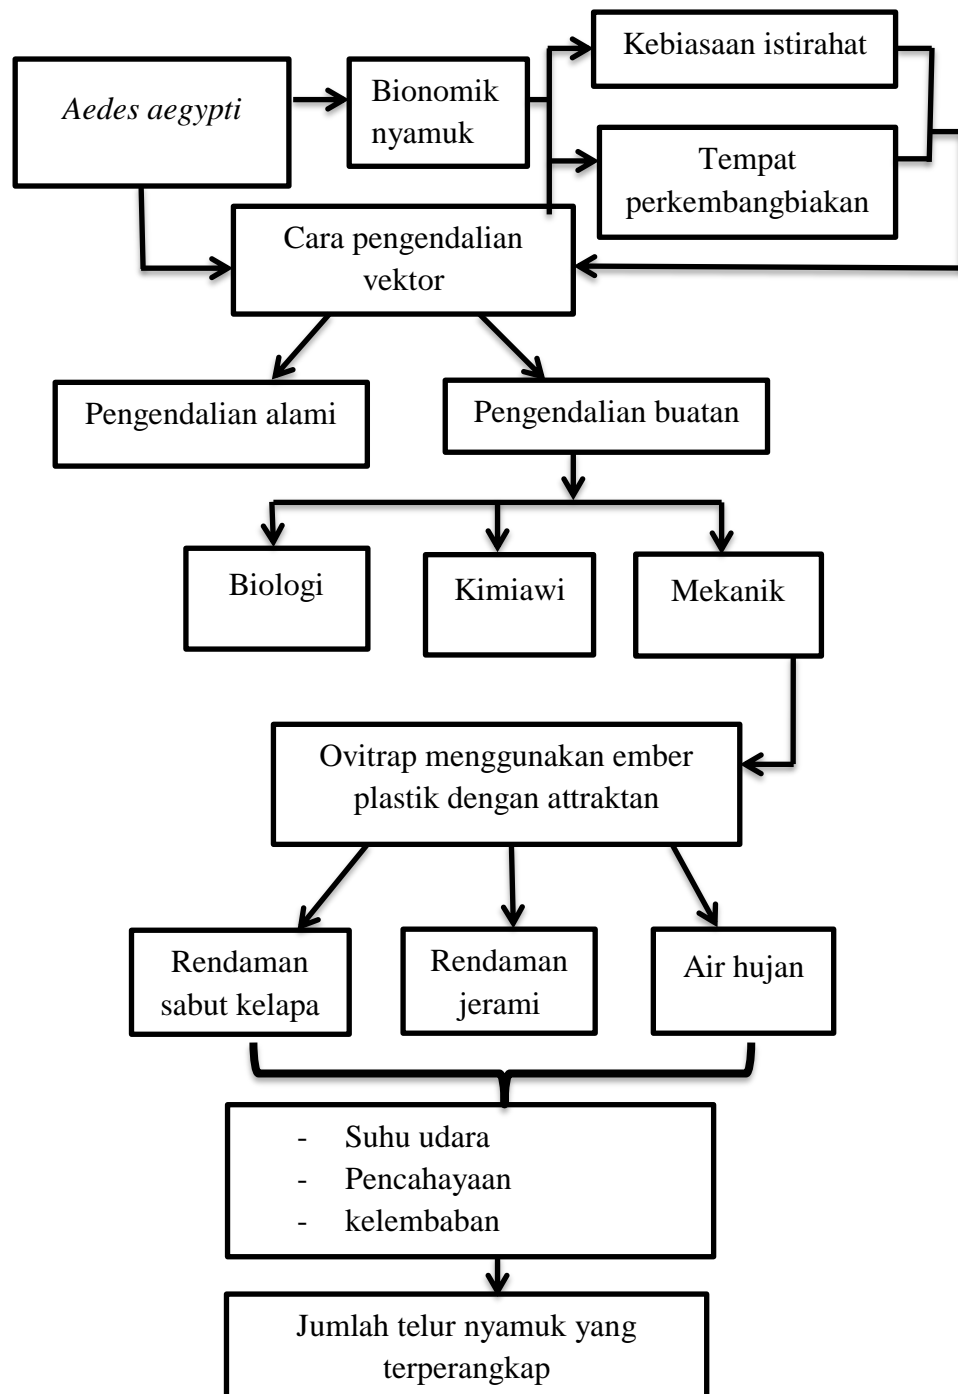 Kebiasaan istirahat
Aedes aegypti
Bionomik
nyamuk
Tempat
perkembangbiakan
Cara pengendalian
vektor
Pengendalian alami
Pengendalian buatan
Biologi
Kimiawi
Mekanik
Ovitrap menggunakan ember
plastik dengan attraktan
Rendaman
sabut kelapa
Rendaman
jerami
Air hujan
- Suhu udara
- Pencahayaan
- kelembaban
Jumlah telur nyamuk yang
terperangkap